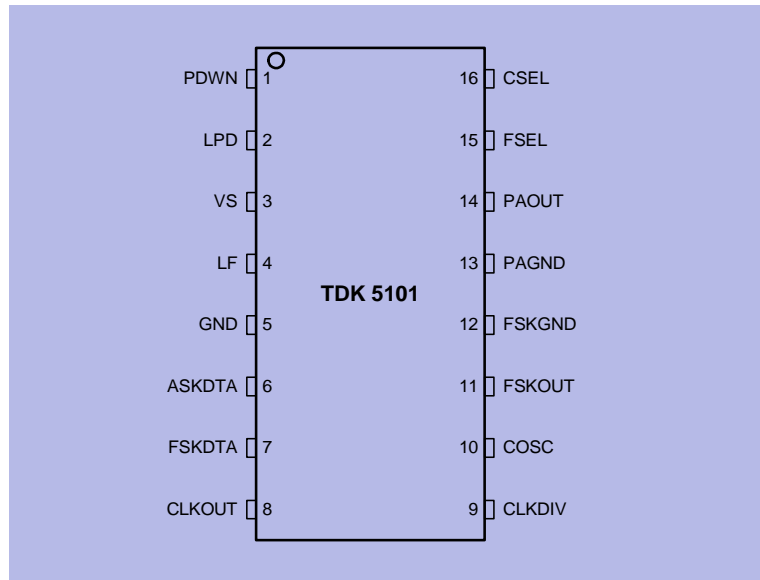 PDWN 1 16 CSEL
LPD 2 15 FSEL
VS 3 14 PAOUT
LF 4 13 PAGND
TDK 5101
GND 5 12 FSKGND
ASKDTA 6 11 FSKOUT
FSKDTA 7 10 COSC
CLKOUT 8 9 CLKDIV